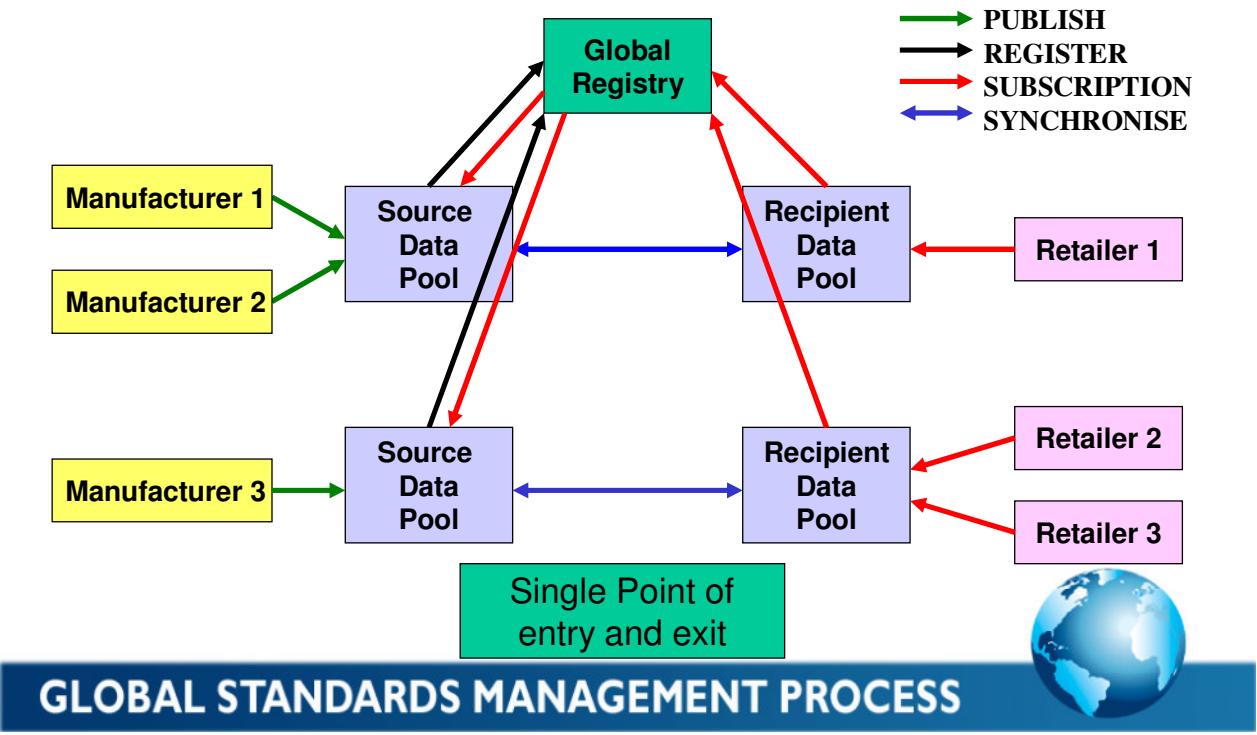 Global
Registry
PUBLISH
REGISTER
SUBSCRIPTION
SYNCHRONISE
Manufacturer 1
Manufacturer 2
Source
Data
Pool
Recipient
Data
Pool
Retailer 1
Manufacturer 3
Source
Data
Pool
Recipient
Data
Pool
Retailer 2
Retailer 3
Single Point of
entry and exit
GLOBAL STANDARDS MANAGEMENT PROCESS